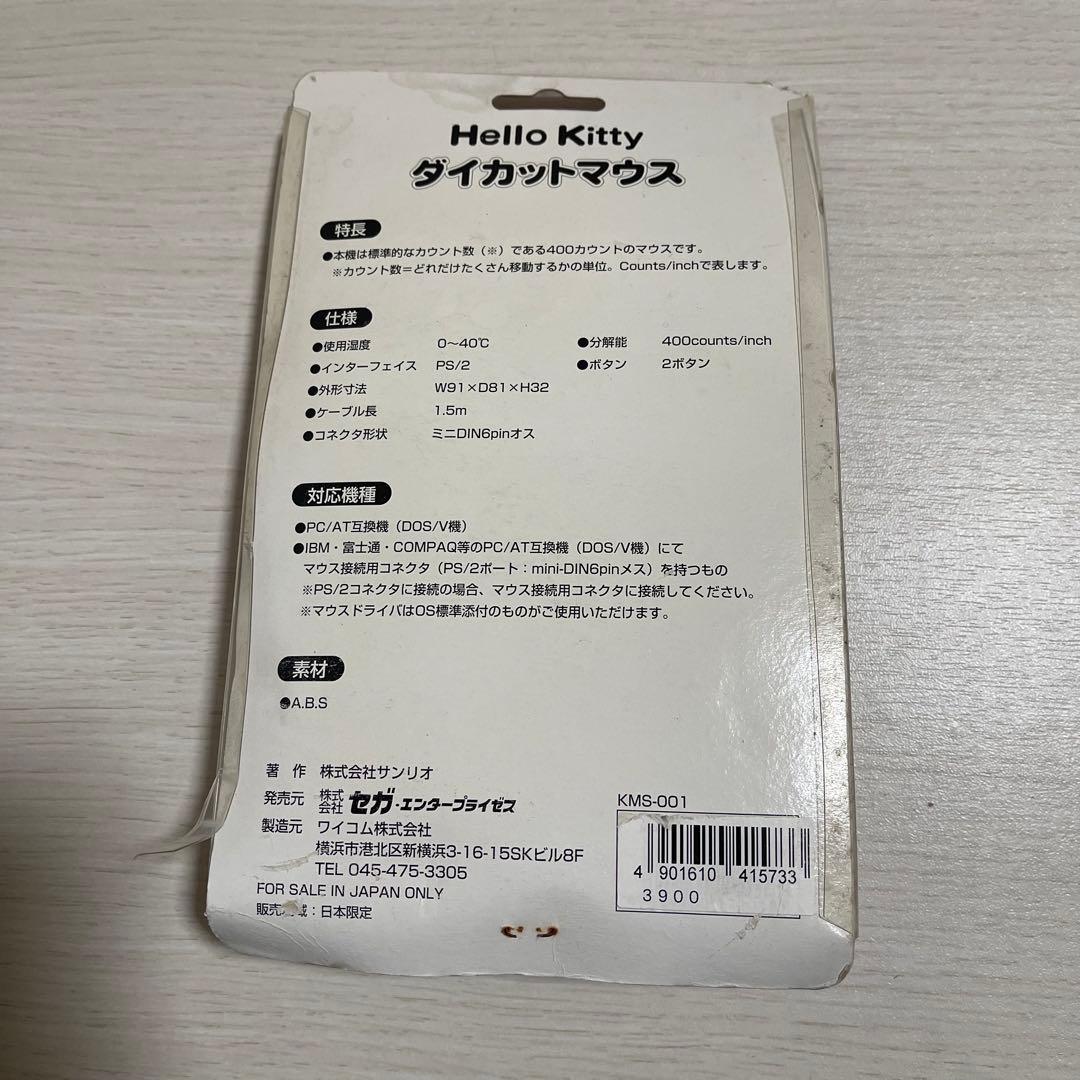 Hello Kitty
ダイカットマウス
特長
●本機は標準的なカウント数（※）である400カウントのマウスです。
※カウント数＝どれだけたくさん移動するかの単位。Counts/inchで表します。
仕様
●使用湿度 0〜40℃ ●分解能 400counts/inch
●インターフェイス PS/2 ●ボタン 2ボタン
●外形寸法 W91×D81×H32
●ケーブル長 1.5m
●コネクタ形状 ミニDIN6pinオス
対応機種
●PC/AT互換機（DOS/V機）
●IBM・富士通・COMPAQ等のPC/AT互換機（DOS/V機）にて
マウス接続用コネクタ（PS/2ポート：mini-DIN6pinメス）を持つもの
※PS/2コネクタに接続の場合、マウス接続用コネクタに接続してください。
※マウスドライバはOS標準添付のものがご使用いただけます。
素材
●A.B.S
著作 株式会社サンリオ
発売元 株式会社 セガ・エンタープライゼス
製造元 ワイコム株式会社
横浜市港北区新横浜3-16-15SKビル8F
TEL 045-475-3305
FOR SALE IN JAPAN ONLY
販売 域：日本限定
KMS-001
4 901610 415733
3900